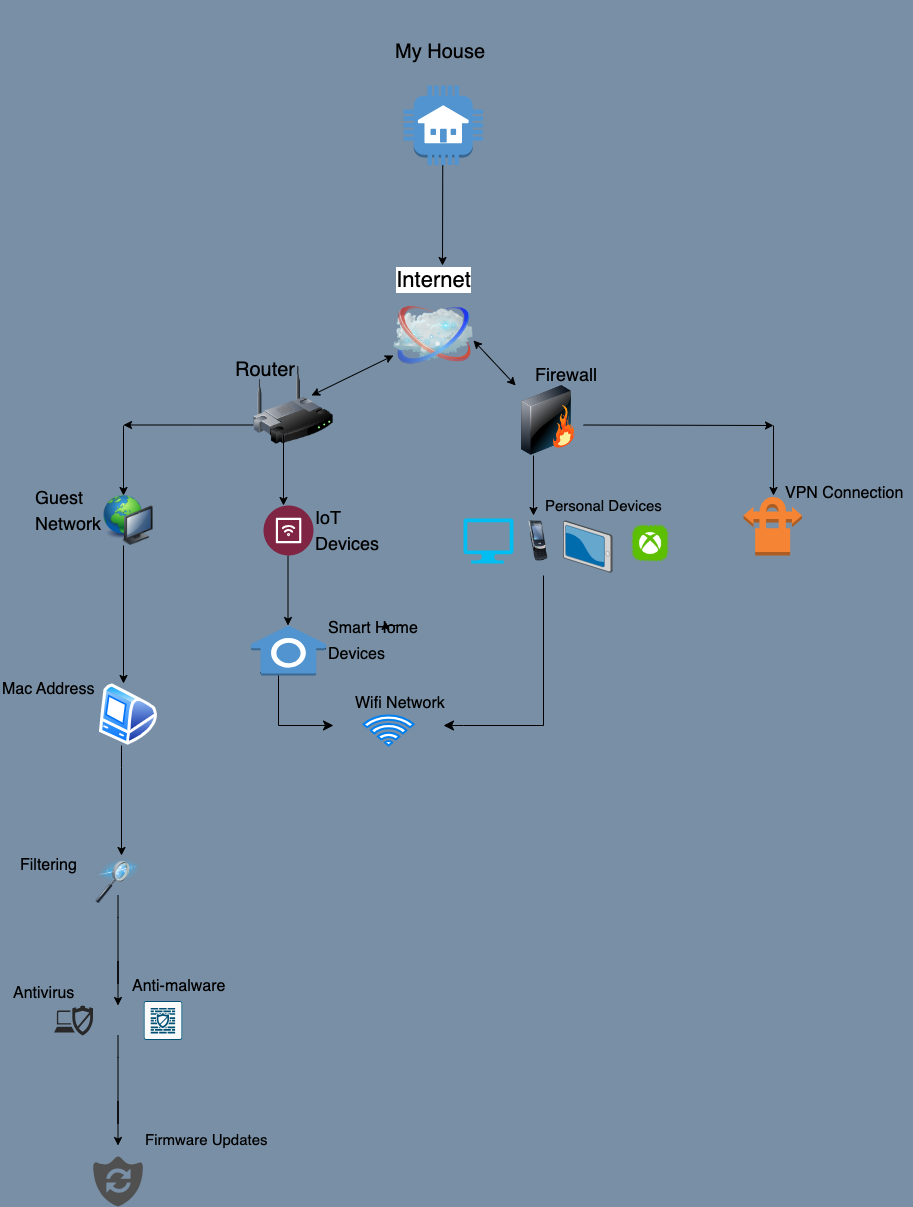 My House
Internet
Router
Firewall
Guest
Network
IoT
Devices
Personal Devices
VPN Connection
Smart Home
Devices
Mac Address
Wifi Network
Filtering
Antivirus
Anti-malware
Firmware Updates